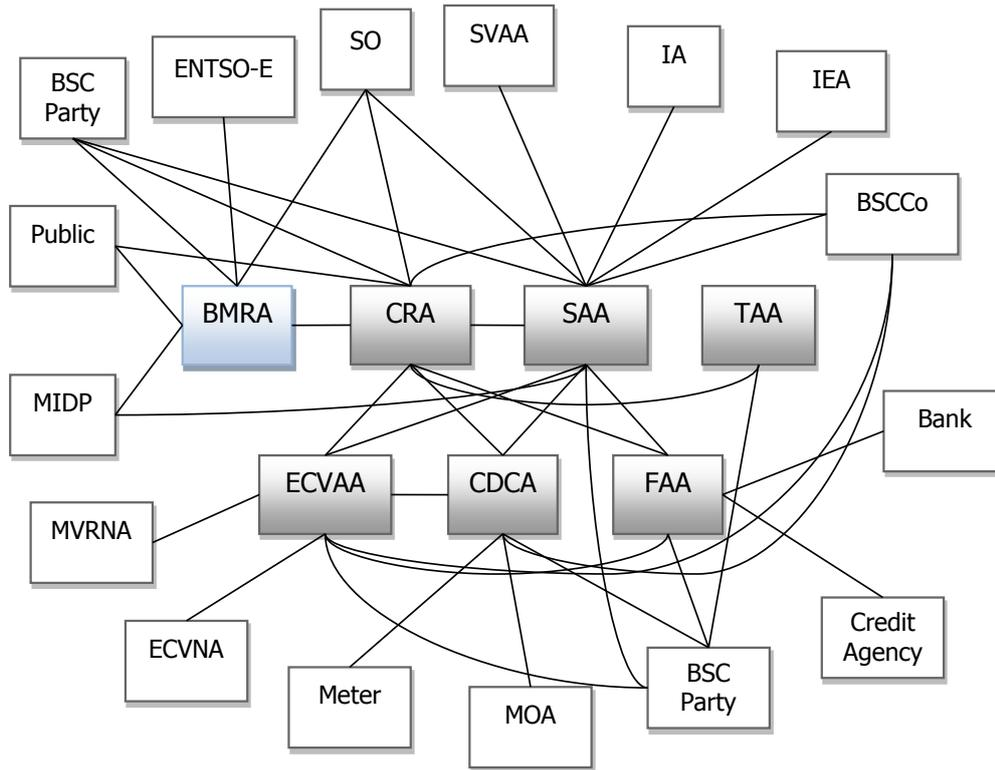 SO
SVAA
IA
ENTSO-E
IEA
BSC
Party
BSCCo
Public
BMRA
CRA
SAA
TAA
MIDP
Bank
ECVAA
CDCA
FAA
MVRNA
ECVNA
Credit
Agency
Meter
MOA
BSC
Party